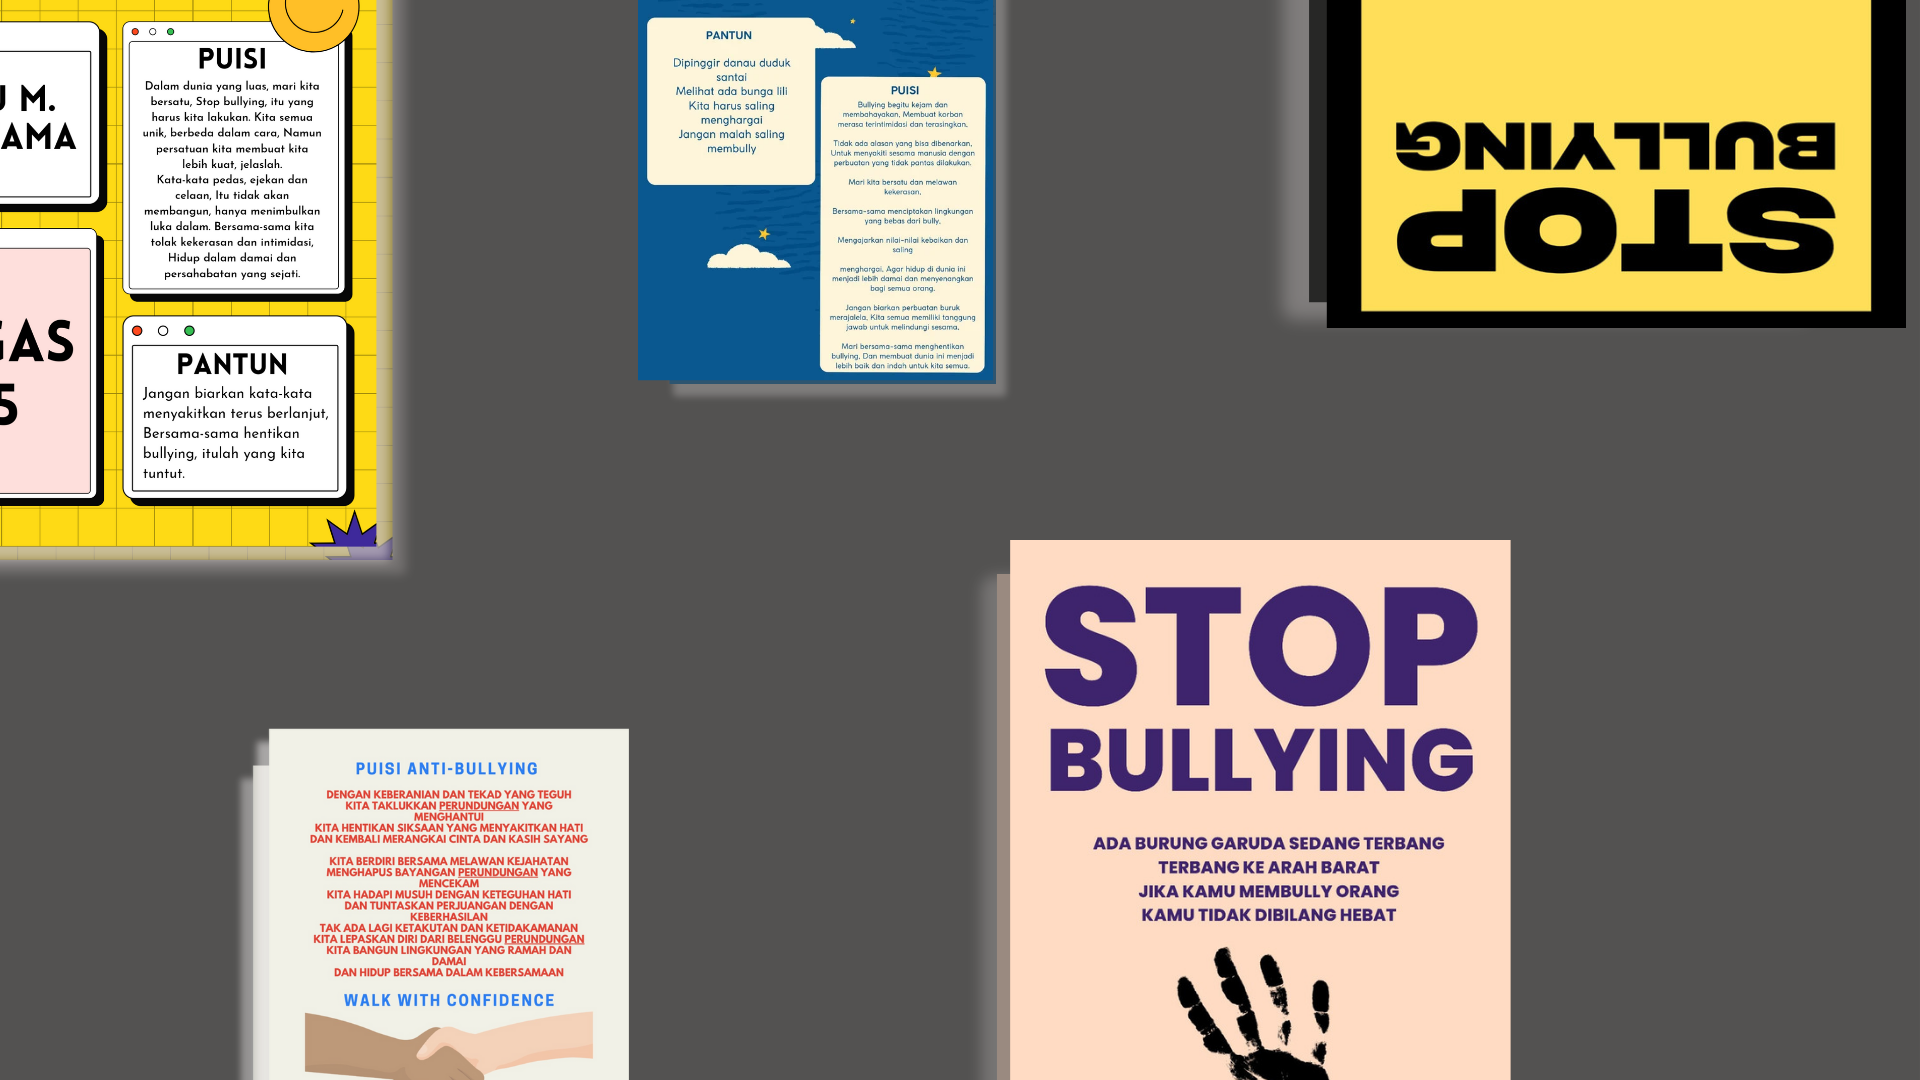 U M.
AMA
GAS
5
PUISI
Dalam dunia yang luas, mari kita
bersatu, Stop bullying, itu yang
harus kita lakukan. Kita semua
unik, berbeda dalam cara, Namun
persatuan kita membuat kita
lebih kuat, jelaslah.
Kata-kata pedas, ejekan dan
celaan, Itu tidak akan
membangun, hanya menimbulkan
luka dalam. Bersama-sama kita
tolak kekerasan dan intimidasi,
Hidup dalam damai dan
persahabatan yang sejati.
PANTUN
Jangan biarkan kata-kata
menyakitkan terus berlanjut,
Bersama-sama hentikan
bullying, itulah yang kita
tuntut.
PANTUN
Dipinggir danau duduk
santai
Melihat ada bunga lili
Kita harus saling
menghargai
Jangan malah saling
membully
PUISI
Bullying begitu kejam dan
membahayakan, Membuat korban
merasa terintimidasi dan terasingkan.
Tidak ada alasan yang bisa dibenarkan,
Untuk menyakiti sesama manusia dengan
perbuatan yang tidak pantas dilakukan.
Mari kita bersatu dan melawan
kekerasan,
Bersama-sama menciptakan lingkungan
yang bebas dari bully,
Mengajarkan nilai-nilai kebaikan dan
saling
menghargai, Agar hidup di dunia ini
menjadi lebih damai dan menyenangkan
bagi semua orang.
Jangan biarkan perbuatan buruk
merajalela, Kita semua memiliki tanggung
jawab untuk melindungi sesama,
Mari bersama-sama menghentikan
bullying, Dan membuat dunia ini menjadi
lebih baik dan indah untuk kita semua.
STOP
BULLYING
PUISI ANTI-BULLYING
DENGAN KEBERANIAN DAN TEKAD YANG TEGUH
KITA TAKLUKKAN PERUNDUNGAN YANG
MENGHANTUI
KITA HENTIKAN SIKSAAN YANG MENYAKITKAN HATI
DAN KEMBALI MERANGKAI CINTA DAN KASIH SAYANG
KITA BERDIRI BERSAMA MELAWAN KEJAHATAN
MENGHAPUS BAYANGAN PERUNDUNGAN YANG
MENCEKAM
KITA HADAPI MUSUH DENGAN KETEGUHAN HATI
DAN TUNTASKAN PERJUANGAN DENGAN
KEBERHASILAN
TAK ADA LAGI KETAKUTAN DAN KETIDAKAMANAN
KITA LEPASKAN DIRI DARI BELENGGU PERUNDUNGAN
KITA BANGUN LINGKUNGAN YANG RAMAH DAN
DAMAI
DAN HIDUP BERSAMA DALAM KEBERSAMAAN
WALK WITH CONFIDENCE
STOP
BULLYING
ADA BURUNG GARUDA SEDANG TERBANG
TERBANG KE ARAH BARAT
JIKA KAMU MEMBULLY ORANG
KAMU TIDAK DIBILANG HEBAT